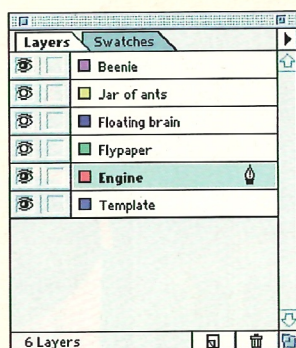 Layers Swatches
Beenie
Jar of ants
Floating brain
Flypaper
Engine
Template
6 Layers